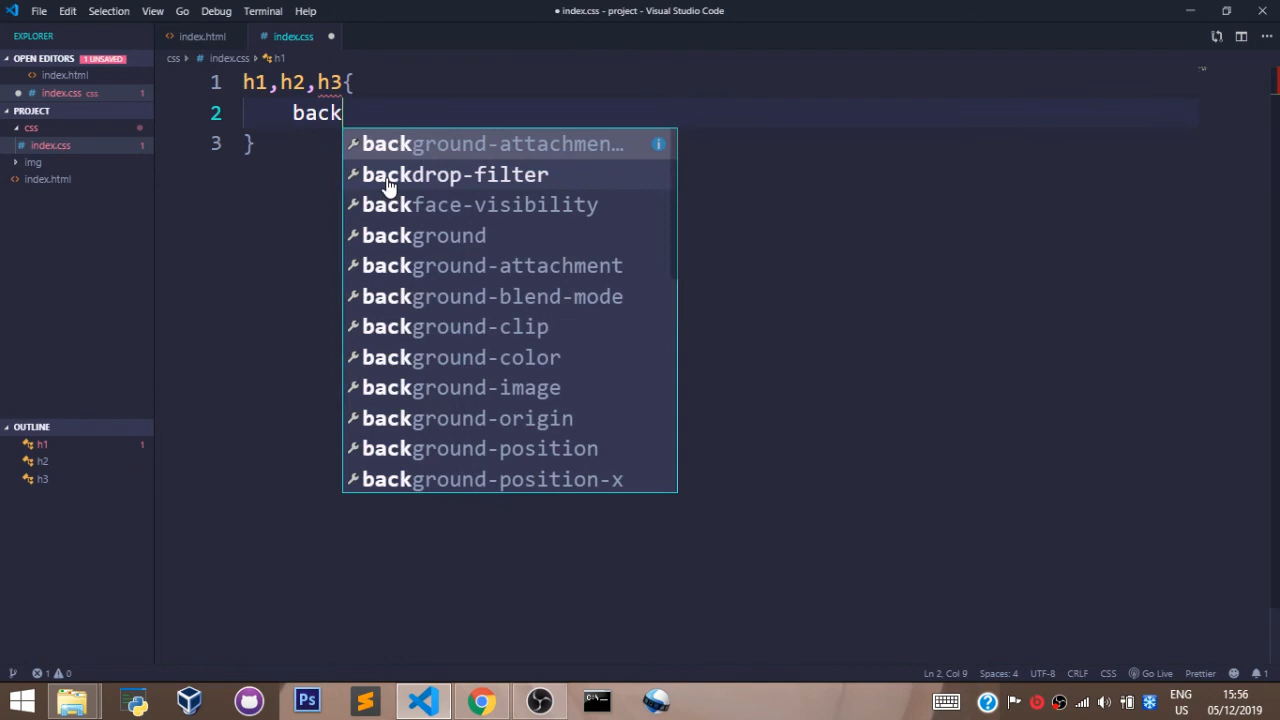 File Edit Selection View Go Debug Terminal Help
● index.css - project - Visual Studio Code
EXPLORER
index.html
index.css
OPEN EDITORS 1 UNSAVED
index.html
index.css css 1
PROJECT
css
index.css 1
img
index.html
OUTLINE
h1 1
h2
h3
css index.css h1
1 h1,h2,h3{
2 back
3 }
background-attachmen...
backdrop-filter
backface-visibility
background
background-attachment
background-blend-mode
background-clip
background-color
background-image
background-origin
background-position
background-position-x
1 0
Ln 2, Col 9 Spaces: 4 UTF-8 CRLF CSS Go Live Prettier 1
Ps
ENG
US
15:56
05/12/2019